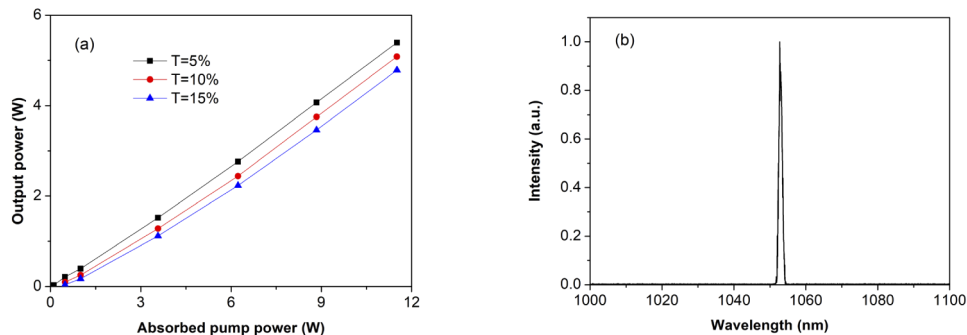 (a)
T=5%
T=10%
T=15%
6
4
2
0
0 3 6 9 12
Output power (W)
Absorbed pump power (W)
(b)
1.0
0.8
0.6
0.4
0.2
0.0
1000 1020 1040 1060 1080 1100
Intensity (a.u.)
Wavelength (nm)